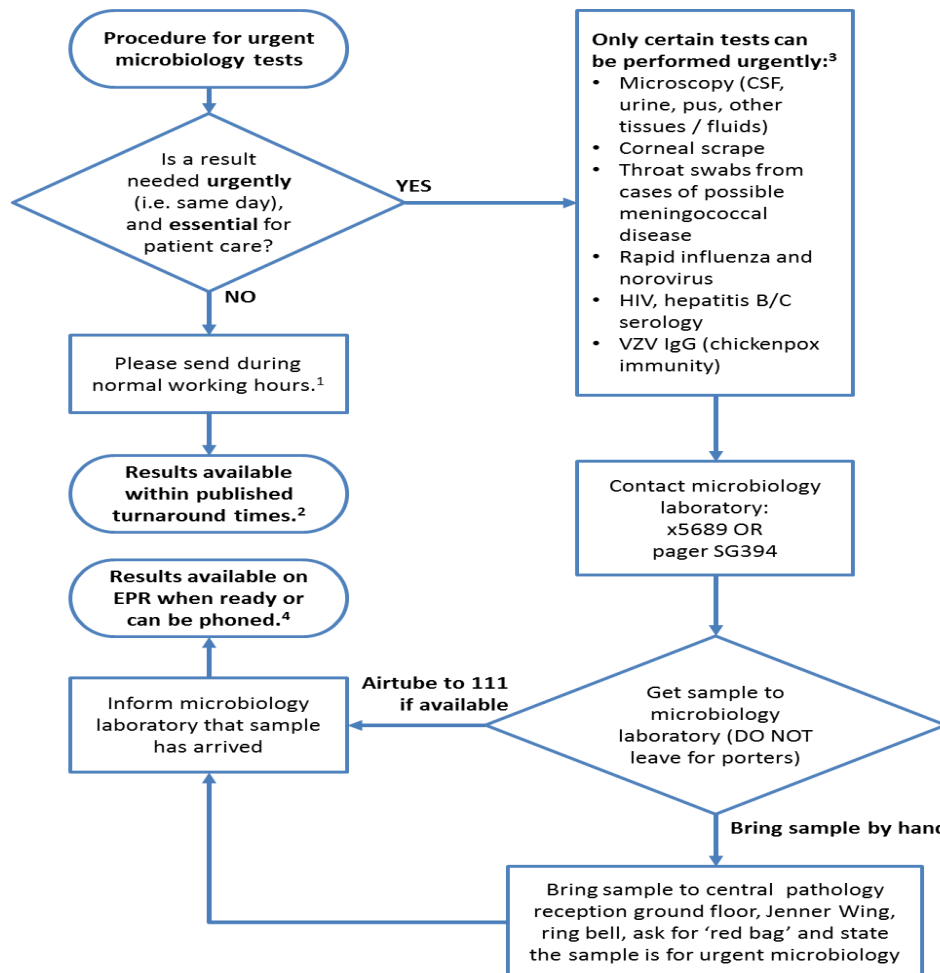 Procedure for urgent
microbiology tests
Is a result
needed urgently
(i.e. same day),
and essential for
patient care?
YES
NO
Please send during
normal working hours.¹
Results available
within published
turnaround times.²
Only certain tests can
be performed urgently:³
• Microscopy (CSF,
urine, pus, other
tissues / fluids)
• Corneal scrape
• Throat swabs from
cases of possible
meningococcal
disease
• Rapid influenza and
norovirus
• HIV, hepatitis B/C
serology
• VZV IgG (chickenpox
immunity)
Contact microbiology
laboratory:
x5689 OR
pager SG394
Get sample to
microbiology
laboratory (DO NOT
leave for porters)
Airtube to 111
if available
Bring sample by hand
Bring sample to central pathology
reception ground floor, Jenner Wing,
ring bell, ask for ‘red bag’ and state
the sample is for urgent microbiology
Inform microbiology
laboratory that sample
has arrived
Results available on
EPR when ready or
can be phoned.⁴